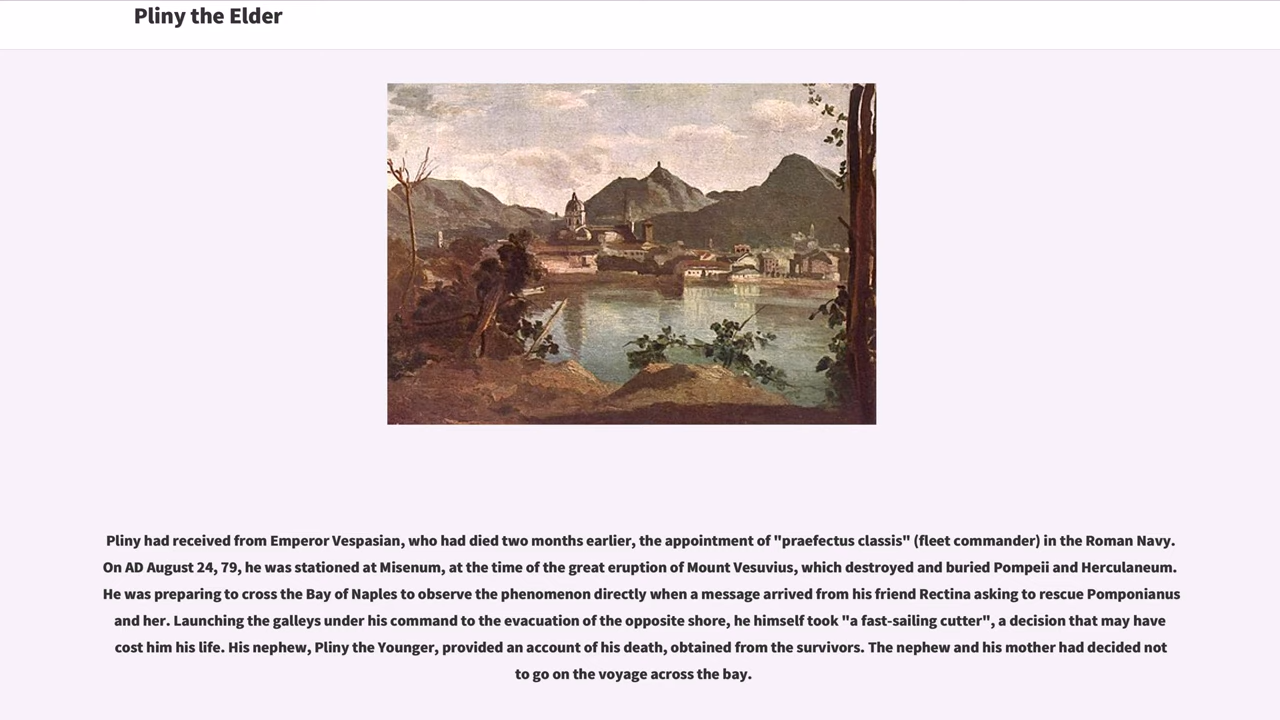 Pliny the Elder
Pliny had received from Emperor Vespasian, who had died two months earlier, the appointment of "praefectus classis" (fleet commander) in the Roman Navy.
On AD August 24, 79, he was stationed at Misenum, at the time of the great eruption of Mount Vesuvius, which destroyed and buried Pompeii and Herculaneum.
He was preparing to cross the Bay of Naples to observe the phenomenon directly when a message arrived from his friend Rectina asking to rescue Pomponianus
and her. Launching the galleys under his command to the evacuation of the opposite shore, he himself took "a fast-sailing cutter", a decision that may have
cost him his life. His nephew, Pliny the Younger, provided an account of his death, obtained from the survivors. The nephew and his mother had decided not
to go on the voyage across the bay.